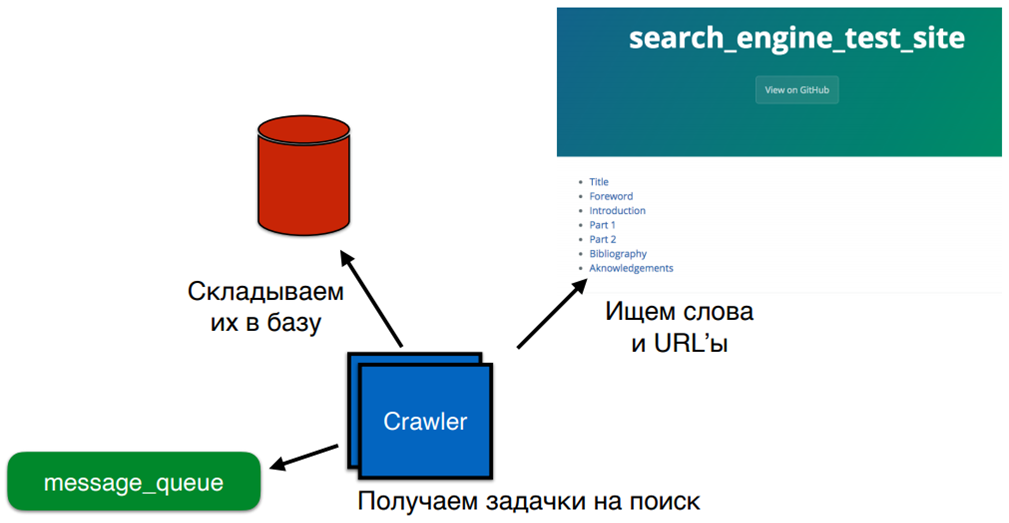 search_engine_test_site
View on GitHub
Title
Foreword
Introduction
Part 1
Part 2
Bibliography
Aknowledgements
Складываем
их в базу
Ищем слова
и URL’ы
Crawler
message_queue
Получаем задачки на поиск